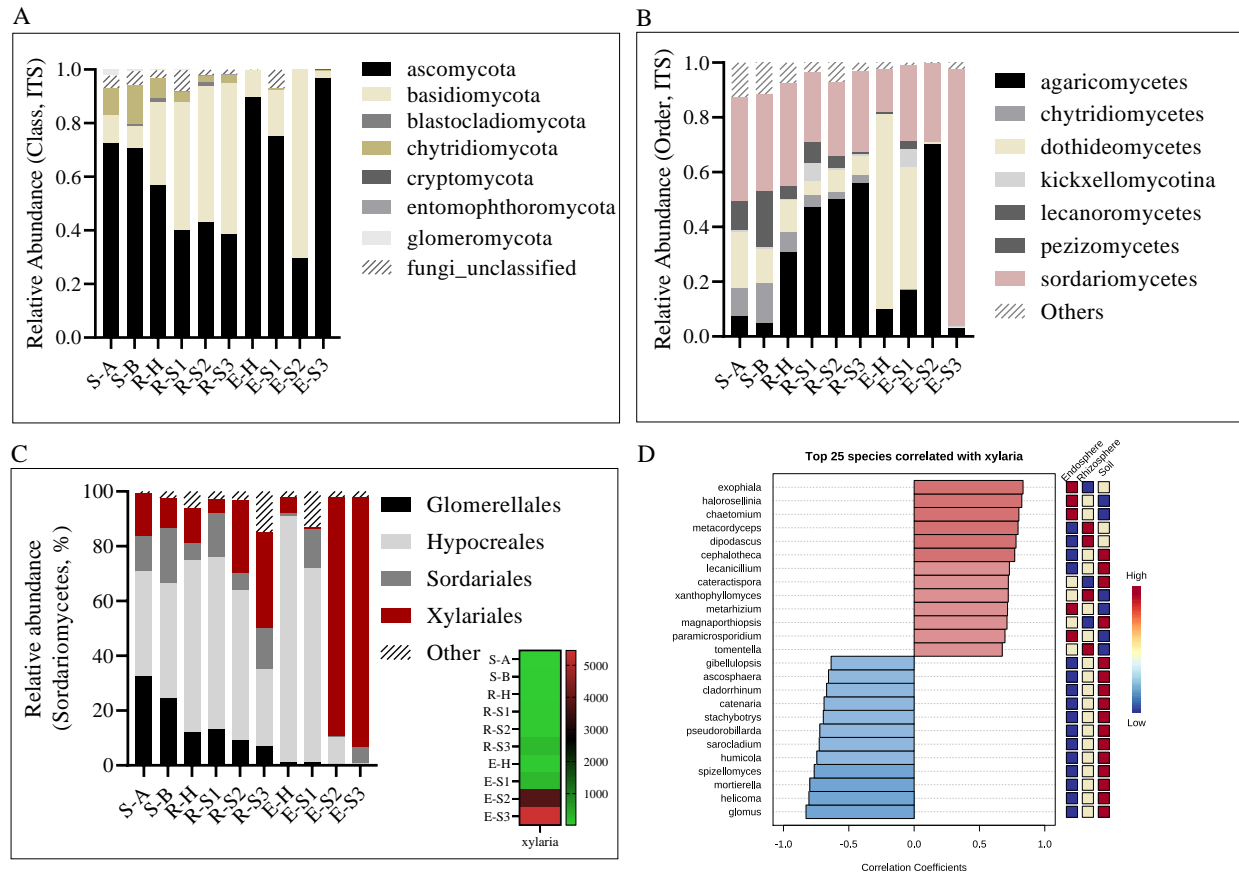 A
Relative Abundance (Class, ITS)
1.0
0.8
0.6
0.4
0.2
0.0
S-A
S-B
R-H
R-S1
R-S2
R-S3
E-H
E-S1
E-S2
E-S3
ascomycota
basidiomycota
blastocladiomycota
chytridiomycota
cryptomycota
entomophthoromycota
glomeromycota
fungi_unclassified
B
Relative Abundance (Order, ITS)
1.0
0.8
0.6
0.4
0.2
0.0
S-A
S-B
R-H
R-S1
R-S2
R-S3
E-H
E-S1
E-S2
E-S3
agaricomycetes
chytridiomycetes
dothideomycetes
kickxellomycotina
lecanoromycetes
pezizomycetes
sordariomycetes
Others
C
Relative abundance
(Sordariomycetes, %)
100
80
60
40
20
0
S-A
S-B
R-H
R-S1
R-S2
R-S3
E-H
E-S1
E-S2
E-S3
Glomerellales
Hypocreales
Sordariales
Xylariales
Other
S-A
S-B
R-H
R-S1
R-S2
R-S3
E-H
E-S1
E-S2
E-S3
xylaria
5000
4000
3000
2000
1000
D
Top 25 species correlated with xylaria
Endosphere
Rhizosphere
Soil
exophiala
halorosellinia
chaetomium
metacordyceps
dipodascus
cephalotheca
lecanicillium
cateractispora
xanthophyllomyces
metarhizium
magnaporthiopsis
paramicrosporidium
tomentella
gibellulopsis
ascosphaera
cladorrhinum
catenaria
stachybotrys
pseudorobillarda
sarocladium
humicola
spizellomyces
mortierella
helicoma
glomus
-1.0
-0.5
0.0
0.5
1.0
Correlation Coefficients
High
Low